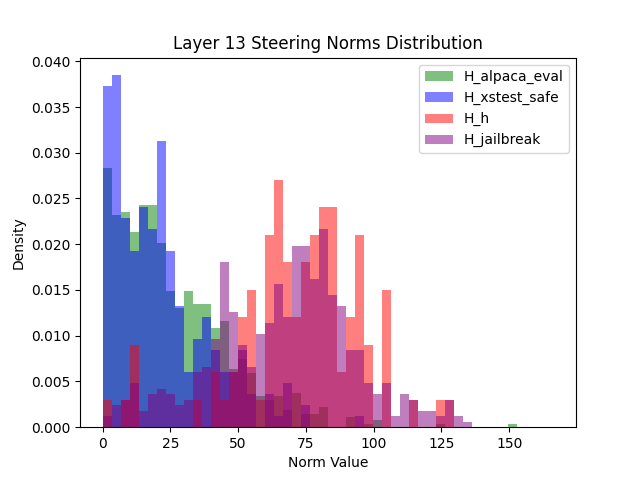 Layer 13 Steering Norms Distribution
H_alpaca_eval
H_xstest_safe
H_h
H_jailbreak
0.040
0.035
0.030
0.025
0.020
0.015
0.010
0.005
0.000
Density
0 25 50 75 100 125 150
Norm Value